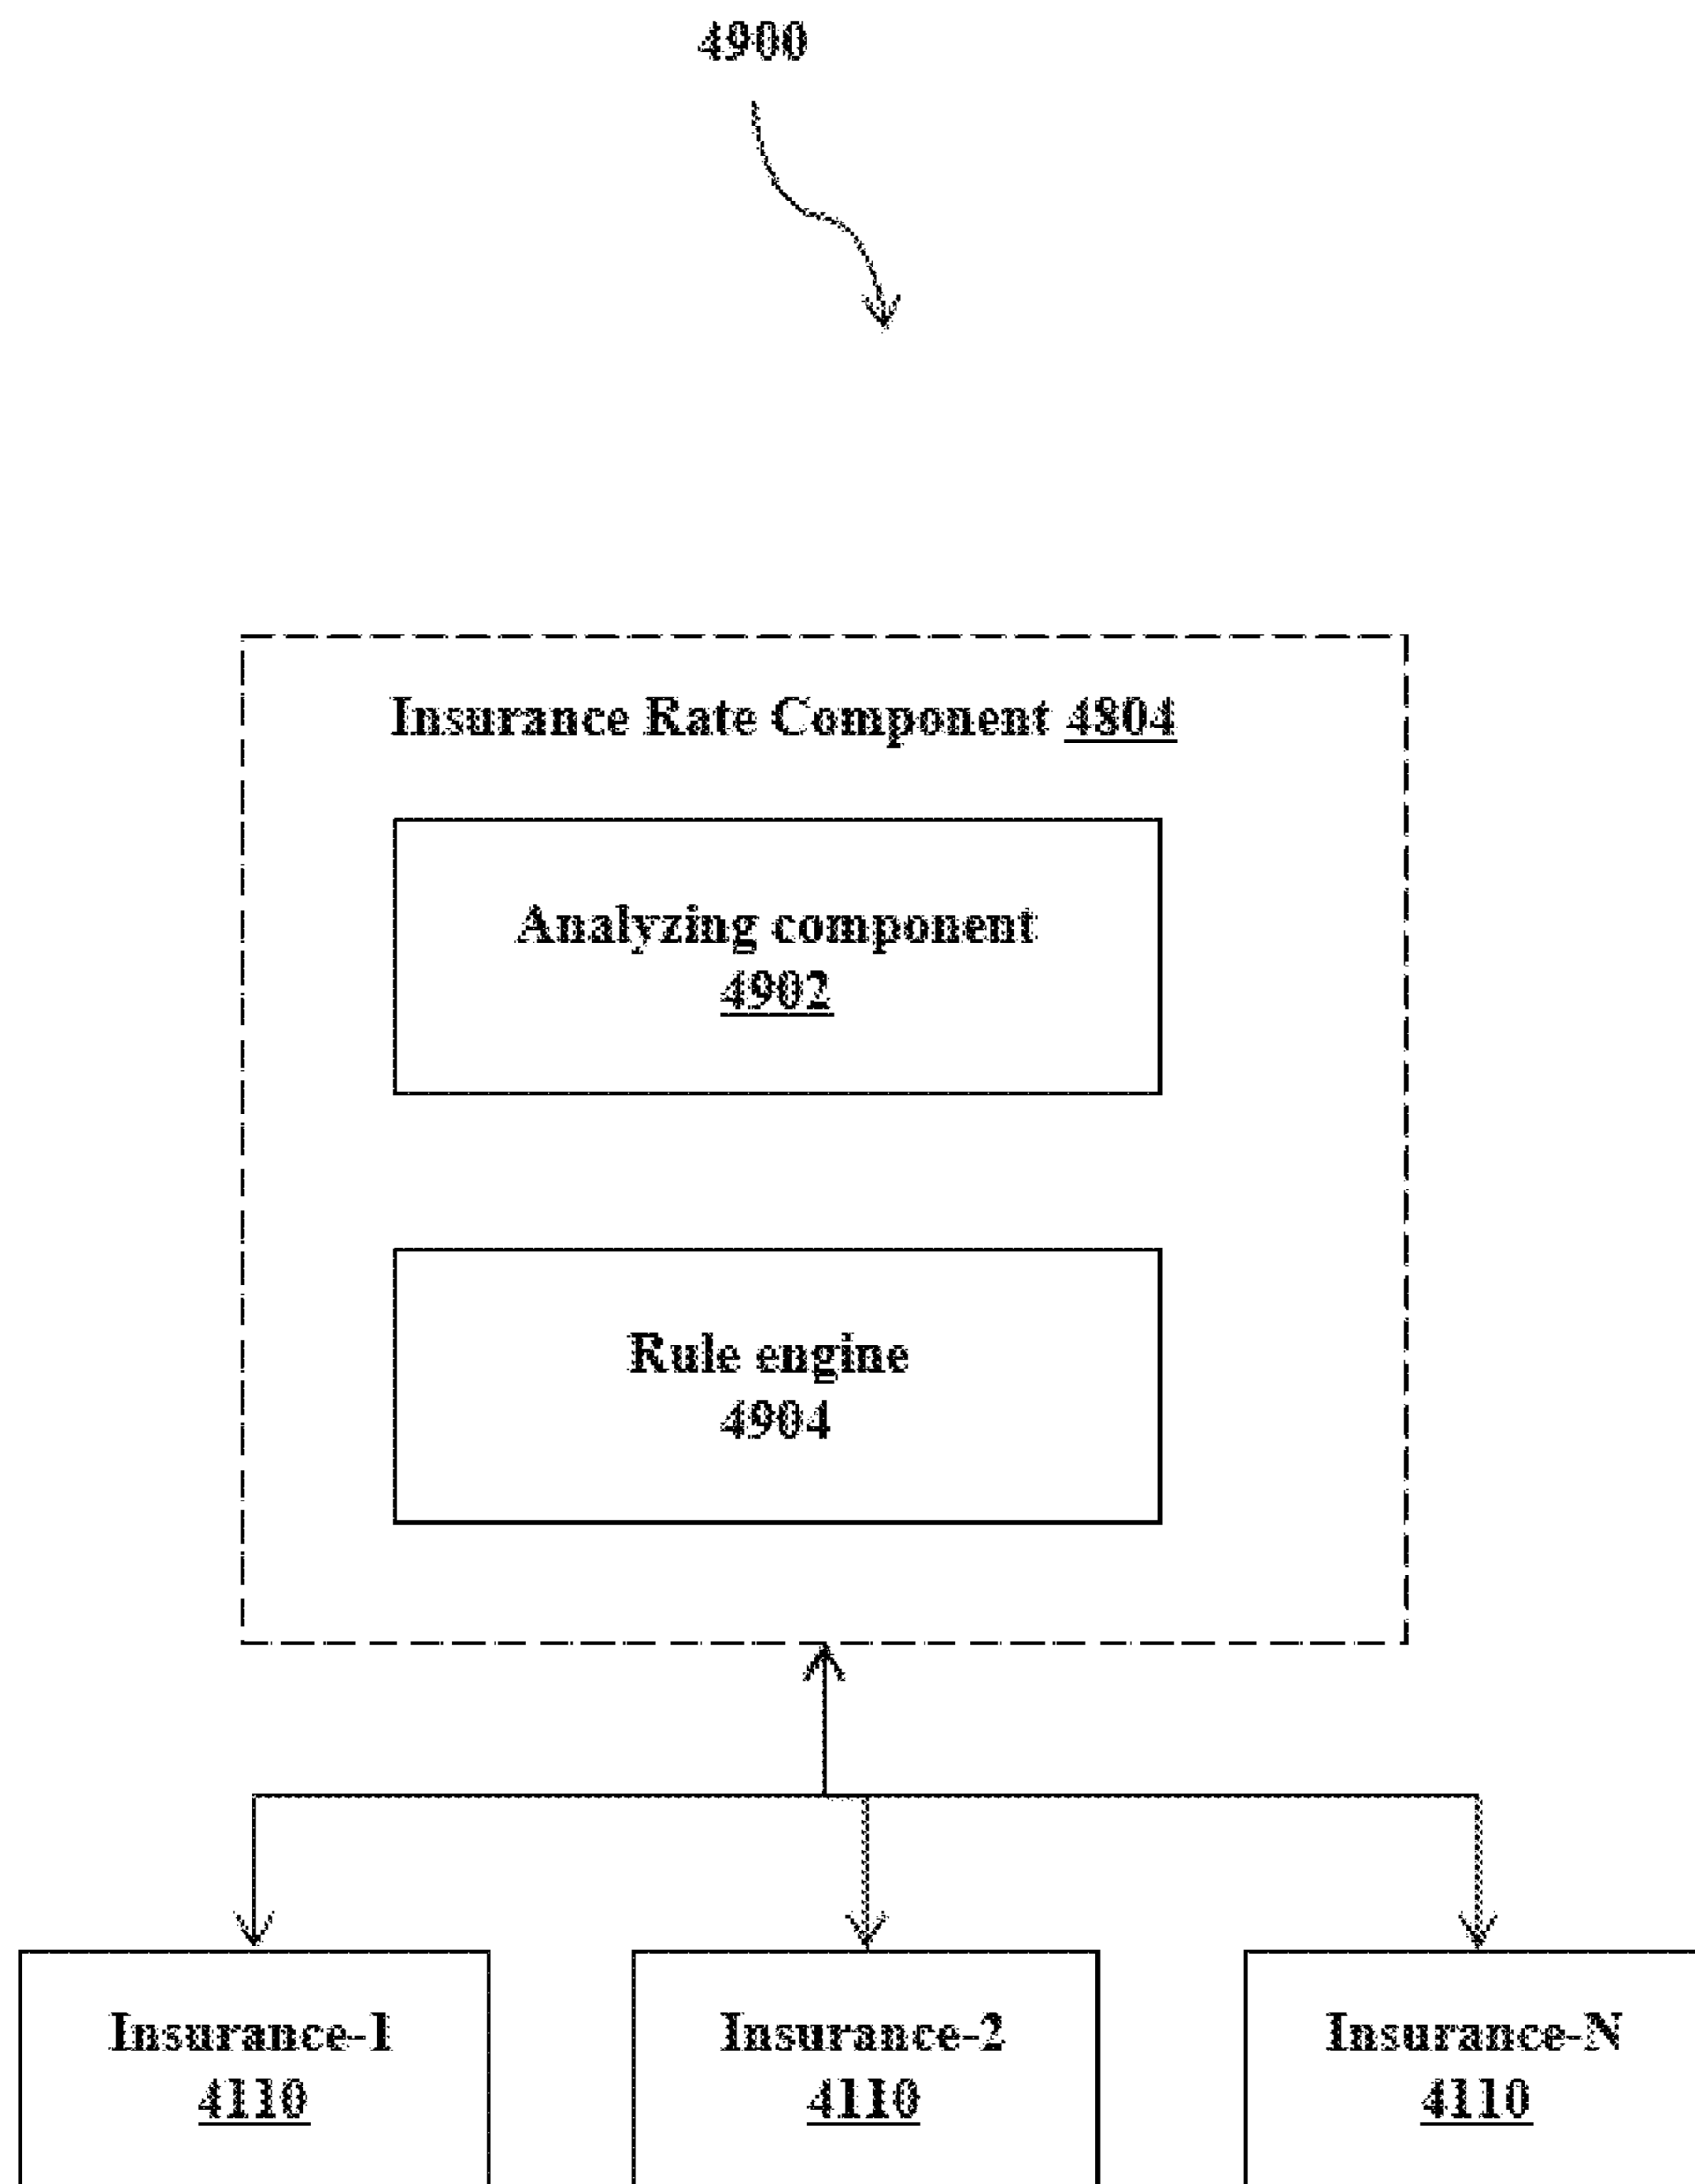 4900
Insurance Rate Component 4804
Analyzing component
4902
Rule engine
4904
Insurance-1
4110
Insurance-2
4110
Insurance-N
4110